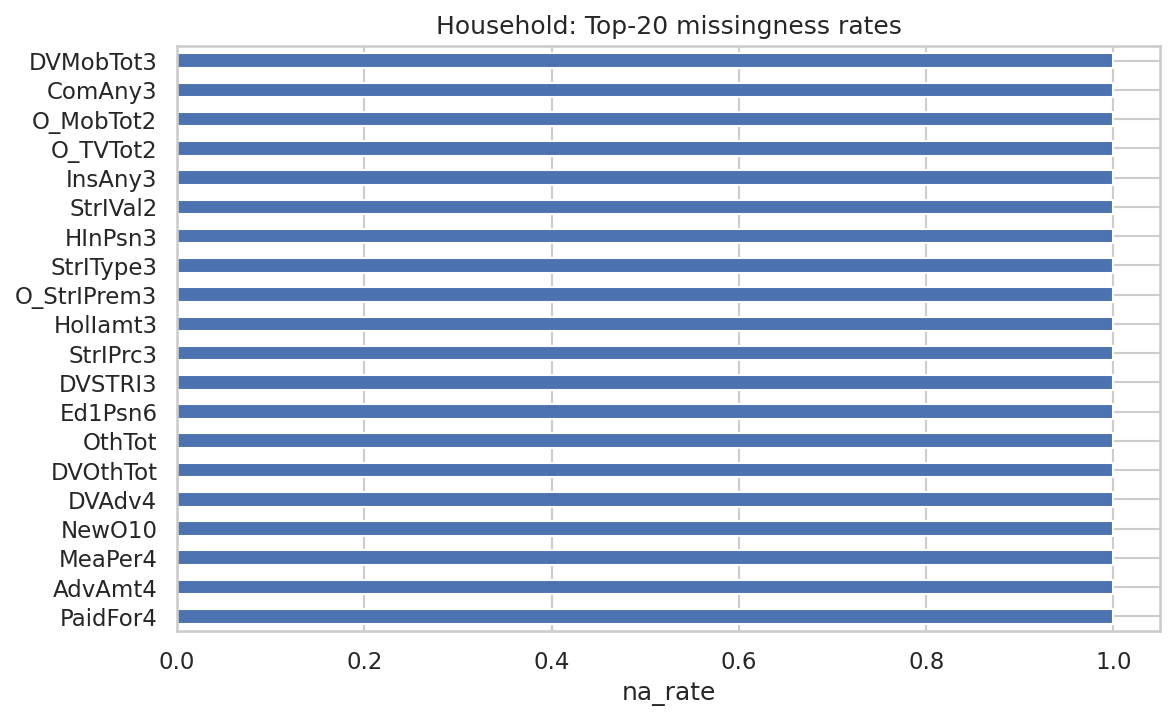 Household: Top-20 missingness rates
DVMobTot3
ComAny3
O_MobTot2
O_TVTot2
InsAny3
StrIVal2
HInPsn3
StrIType3
O_StrIPrem3
HolIamt3
StrIPrc3
DVSTRI3
Ed1Psn6
OthTot
DVOthTot
DVAdv4
NewO10
MeaPer4
AdvAmt4
PaidFor4
0.0 0.2 0.4 0.6 0.8 1.0
na_rate